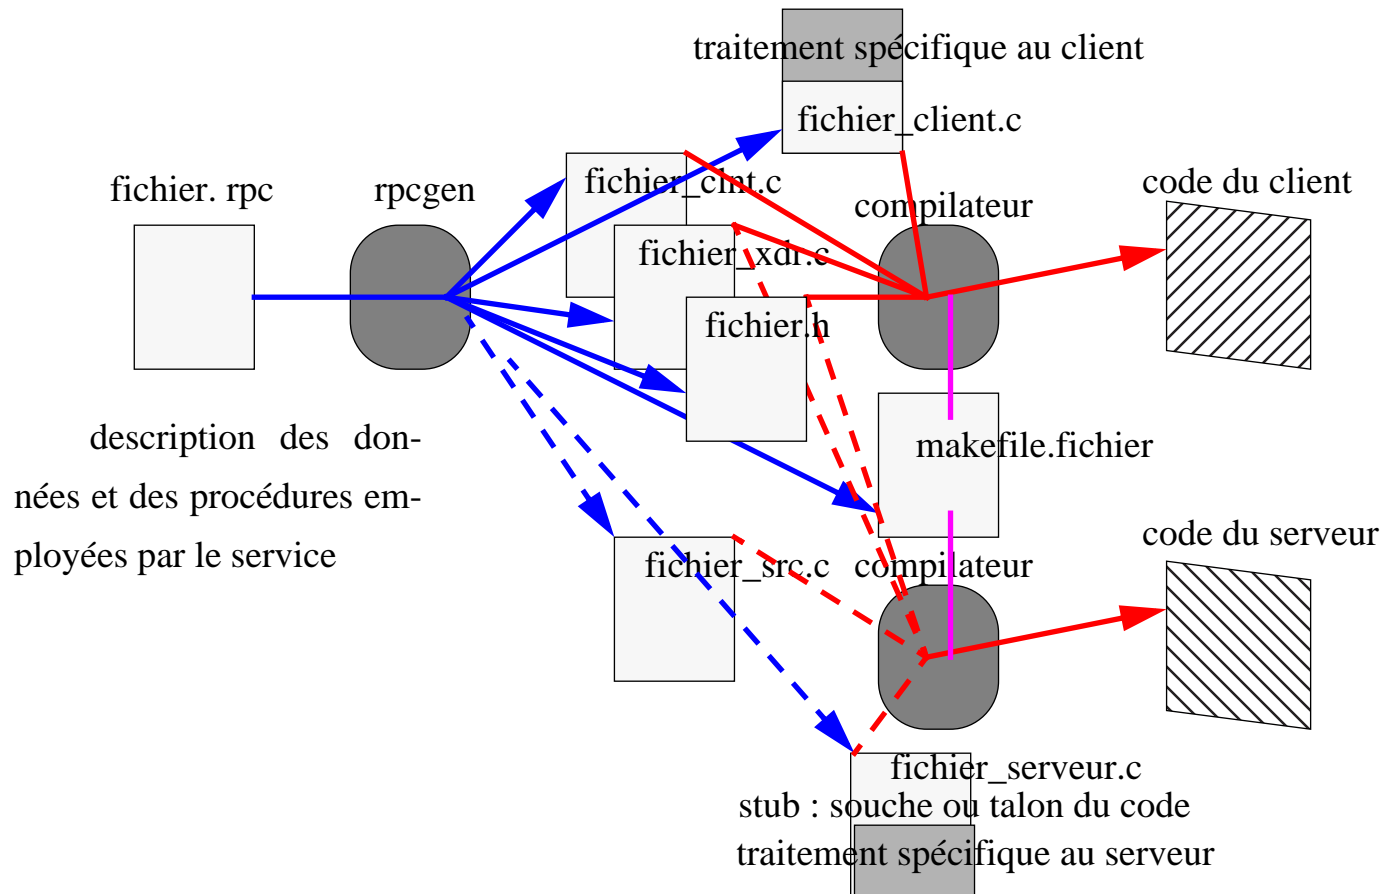 traitement spécifique au client
fichier_client.c
fichier. rpc
rpcgen
fichier_clnt.c
compilateur
code du client
fichier_xdr.c
fichier.h
description des don-
nées et des procédures em-
ployées par le service
makefile.fichier
code du serveur
fichier_src.c
compilateur
fichier_serveur.c
stub : souche ou talon du code
traitement spécifique au serveur